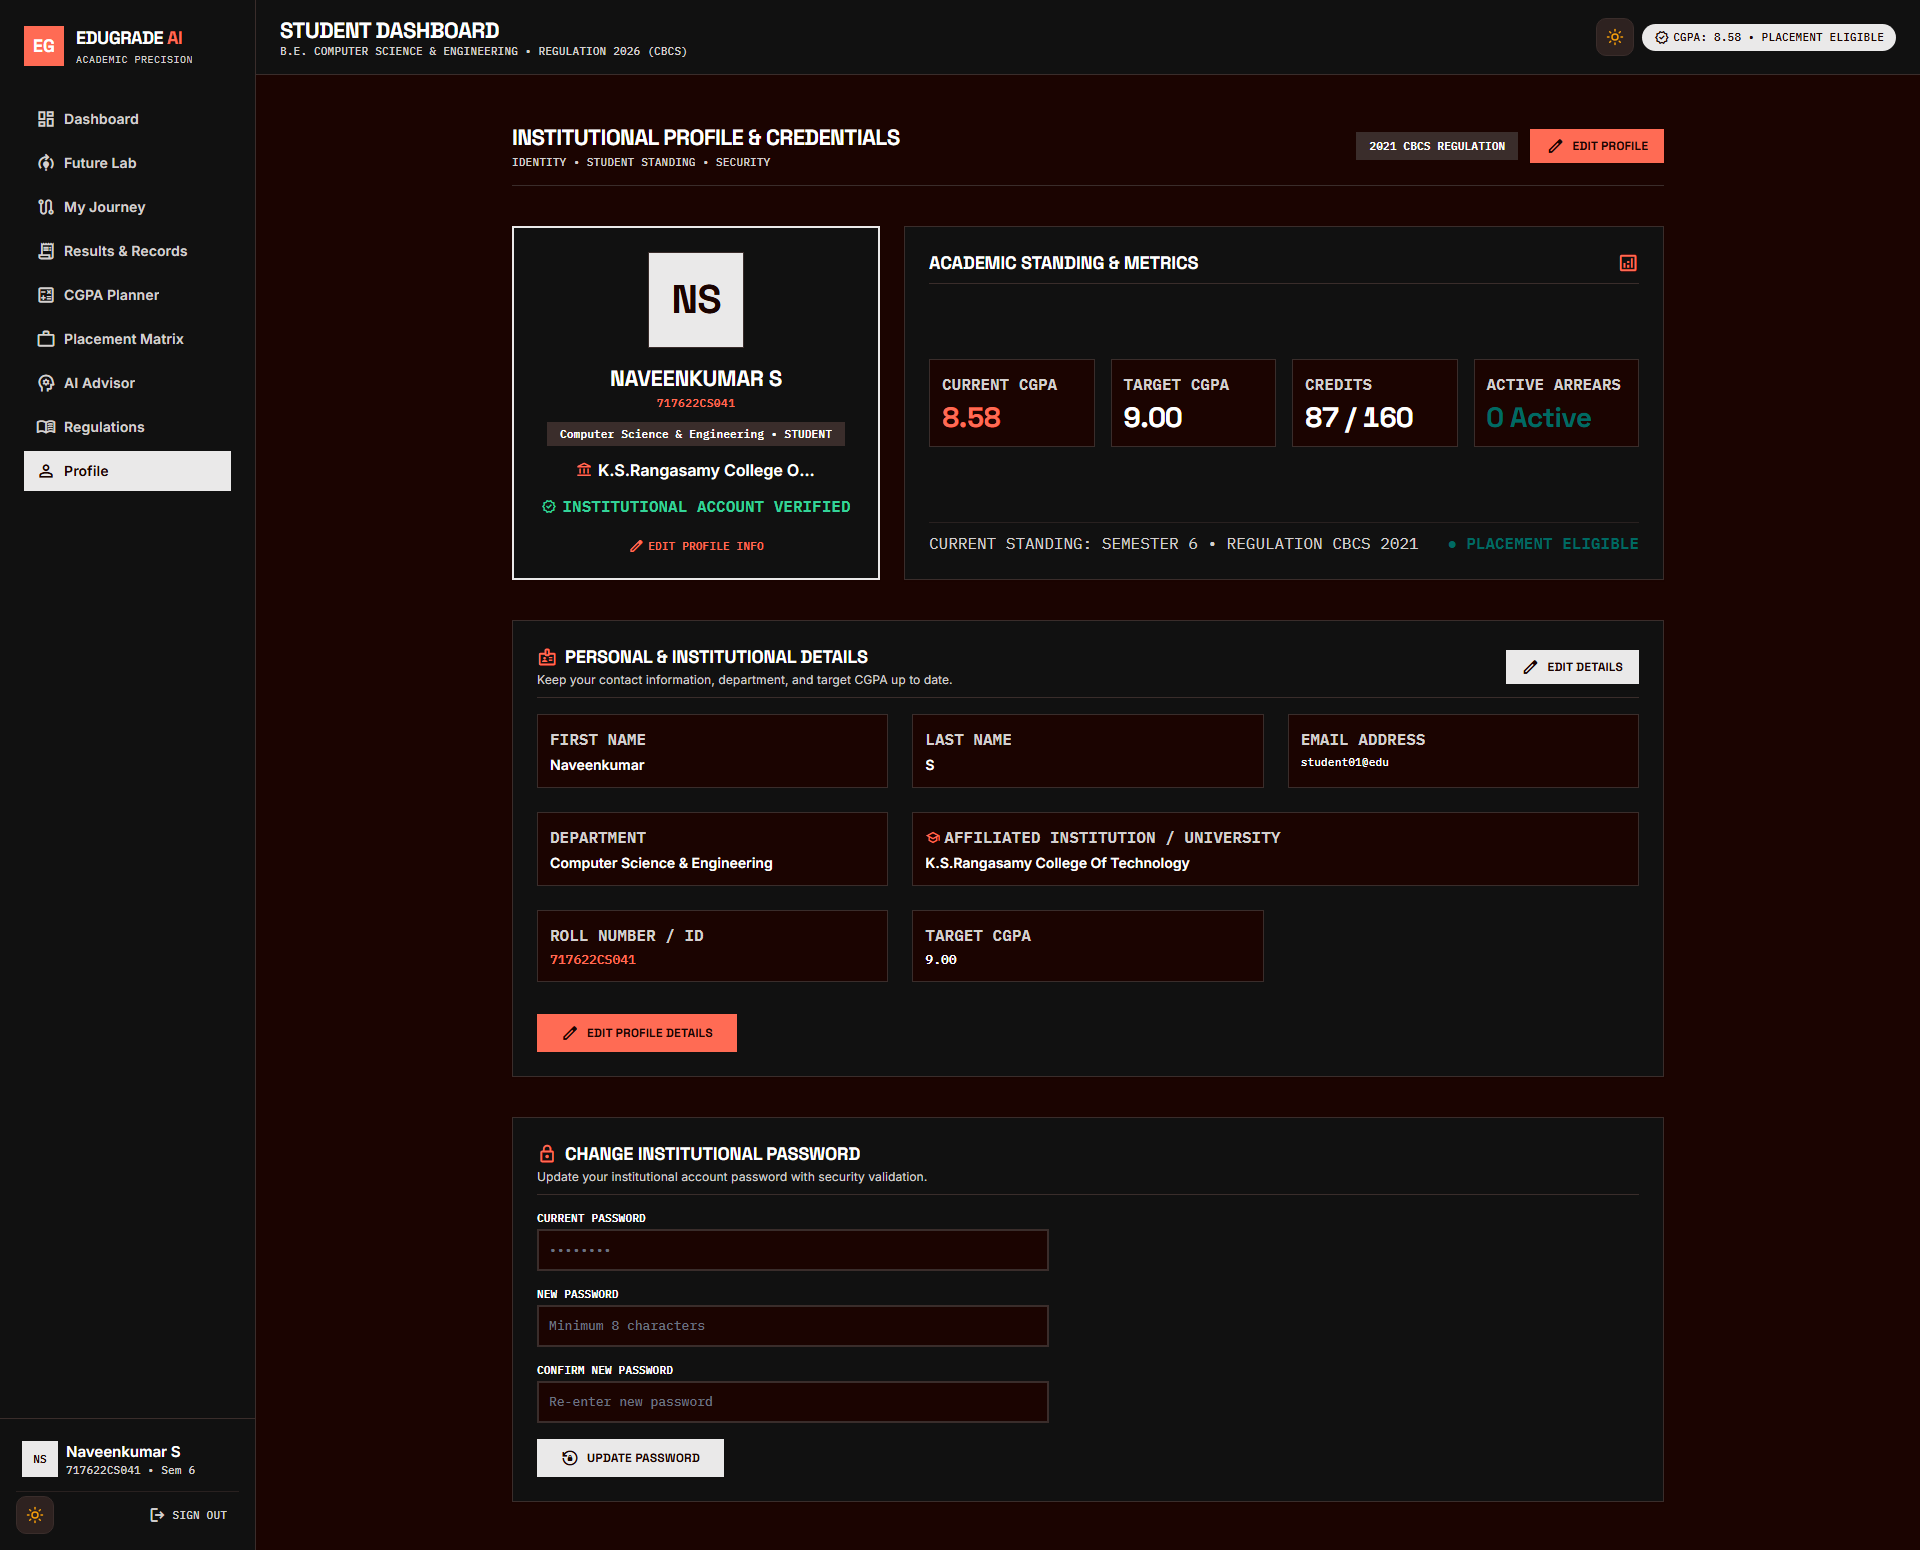 EG
EDUGRADE AI
ACADEMIC PRECISION
Dashboard
Future Lab
My Journey
Results & Records
CGPA Planner
Placement Matrix
AI Advisor
Regulations
Profile
Naveenkumar S
NS
717622CS041 • Sem 6
SIGN OUT
STUDENT DASHBOARD
B.E. COMPUTER SCIENCE & ENGINEERING • REGULATION 2026 (CBCS)
CGPA: 8.58 • PLACEMENT ELIGIBLE
INSTITUTIONAL PROFILE & CREDENTIALS
IDENTITY • STUDENT STANDING • SECURITY
2021 CBCS REGULATION
EDIT PROFILE
NS
NAVEENKUMAR S
717622CS041
Computer Science & Engineering • STUDENT
K.S.Rangasamy College O...
INSTITUTIONAL ACCOUNT VERIFIED
EDIT PROFILE INFO
ACADEMIC STANDING & METRICS
CURRENT CGPA
8.58
TARGET CGPA
9.00
CREDITS
87 / 160
ACTIVE ARREARS
0 Active
CURRENT STANDING: SEMESTER 6 • REGULATION CBCS 2021
• PLACEMENT ELIGIBLE
PERSONAL & INSTITUTIONAL DETAILS
Keep your contact information, department, and target CGPA up to date.
EDIT DETAILS
FIRST NAME
Naveenkumar
LAST NAME
S
EMAIL ADDRESS
student01@edu
DEPARTMENT
Computer Science & Engineering
AFFILIATED INSTITUTION / UNIVERSITY
K.S.Rangasamy College Of Technology
ROLL NUMBER / ID
717622CS041
TARGET CGPA
9.00
EDIT PROFILE DETAILS
CHANGE INSTITUTIONAL PASSWORD
Update your institutional account password with security validation.
CURRENT PASSWORD
••••••••
NEW PASSWORD
Minimum 8 characters
CONFIRM NEW PASSWORD
Re-enter new password
UPDATE PASSWORD